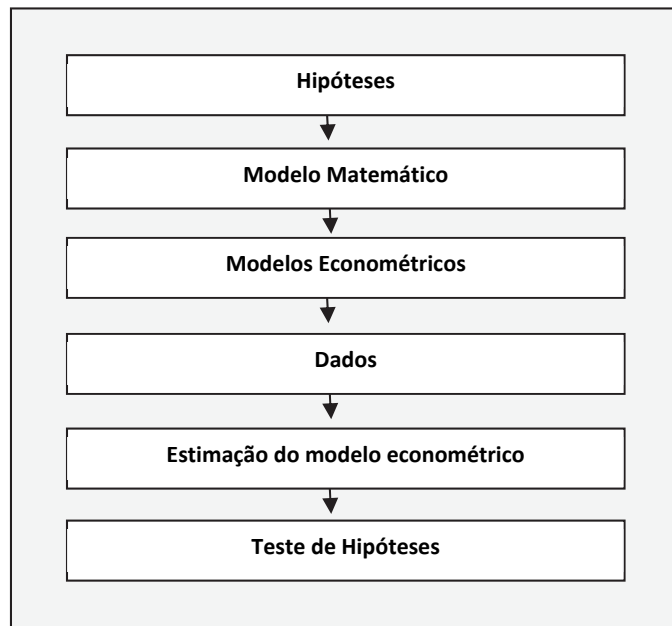 Hipóteses
Modelo Matemático
Modelos Econométricos
Dados
Estimação do modelo econométrico
Teste de Hipóteses